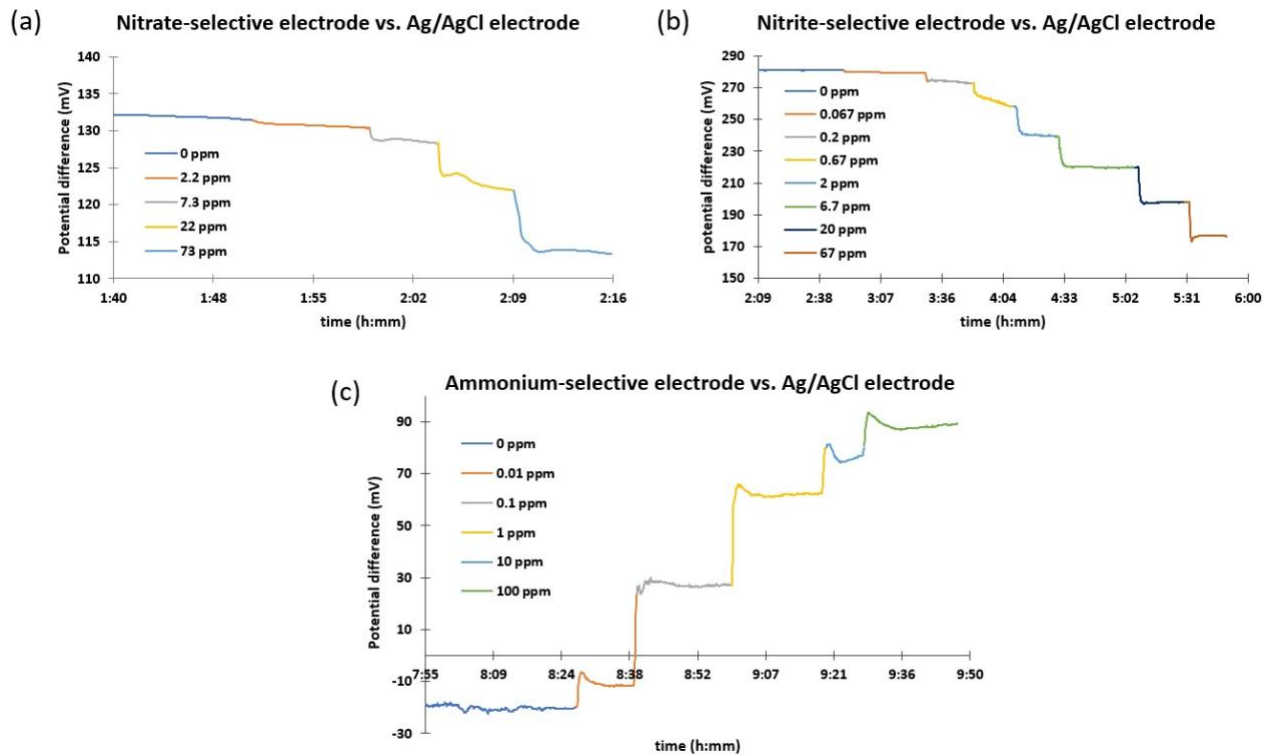 (a)
Nitrate-selective electrode vs. Ag/AgCl electrode
Potential difference (mV)
140
135
130
125
120
115
110
0 ppm
2.2 ppm
7.3 ppm
22 ppm
73 ppm
1:40 1:48 1:55 2:02 2:09 2:16
time (h:mm)
(b)
Nitrite-selective electrode vs. Ag/AgCl electrode
potential difference (mV)
290
270
250
230
210
190
170
150
0 ppm
0.067 ppm
0.2 ppm
0.67 ppm
2 ppm
6.7 ppm
20 ppm
67 ppm
2:09 2:38 3:07 3:36 4:04 4:33 5:02 5:31 6:00
time (h:mm)
(c)
Ammonium-selective electrode vs. Ag/AgCl electrode
Potential difference (mV)
90
70
50
30
10
-10
-30
0 ppm
0.01 ppm
0.1 ppm
1 ppm
10 ppm
100 ppm
7:55 8:09 8:24 8:38 8:52 9:07 9:21 9:36 9:50
time (h:mm)